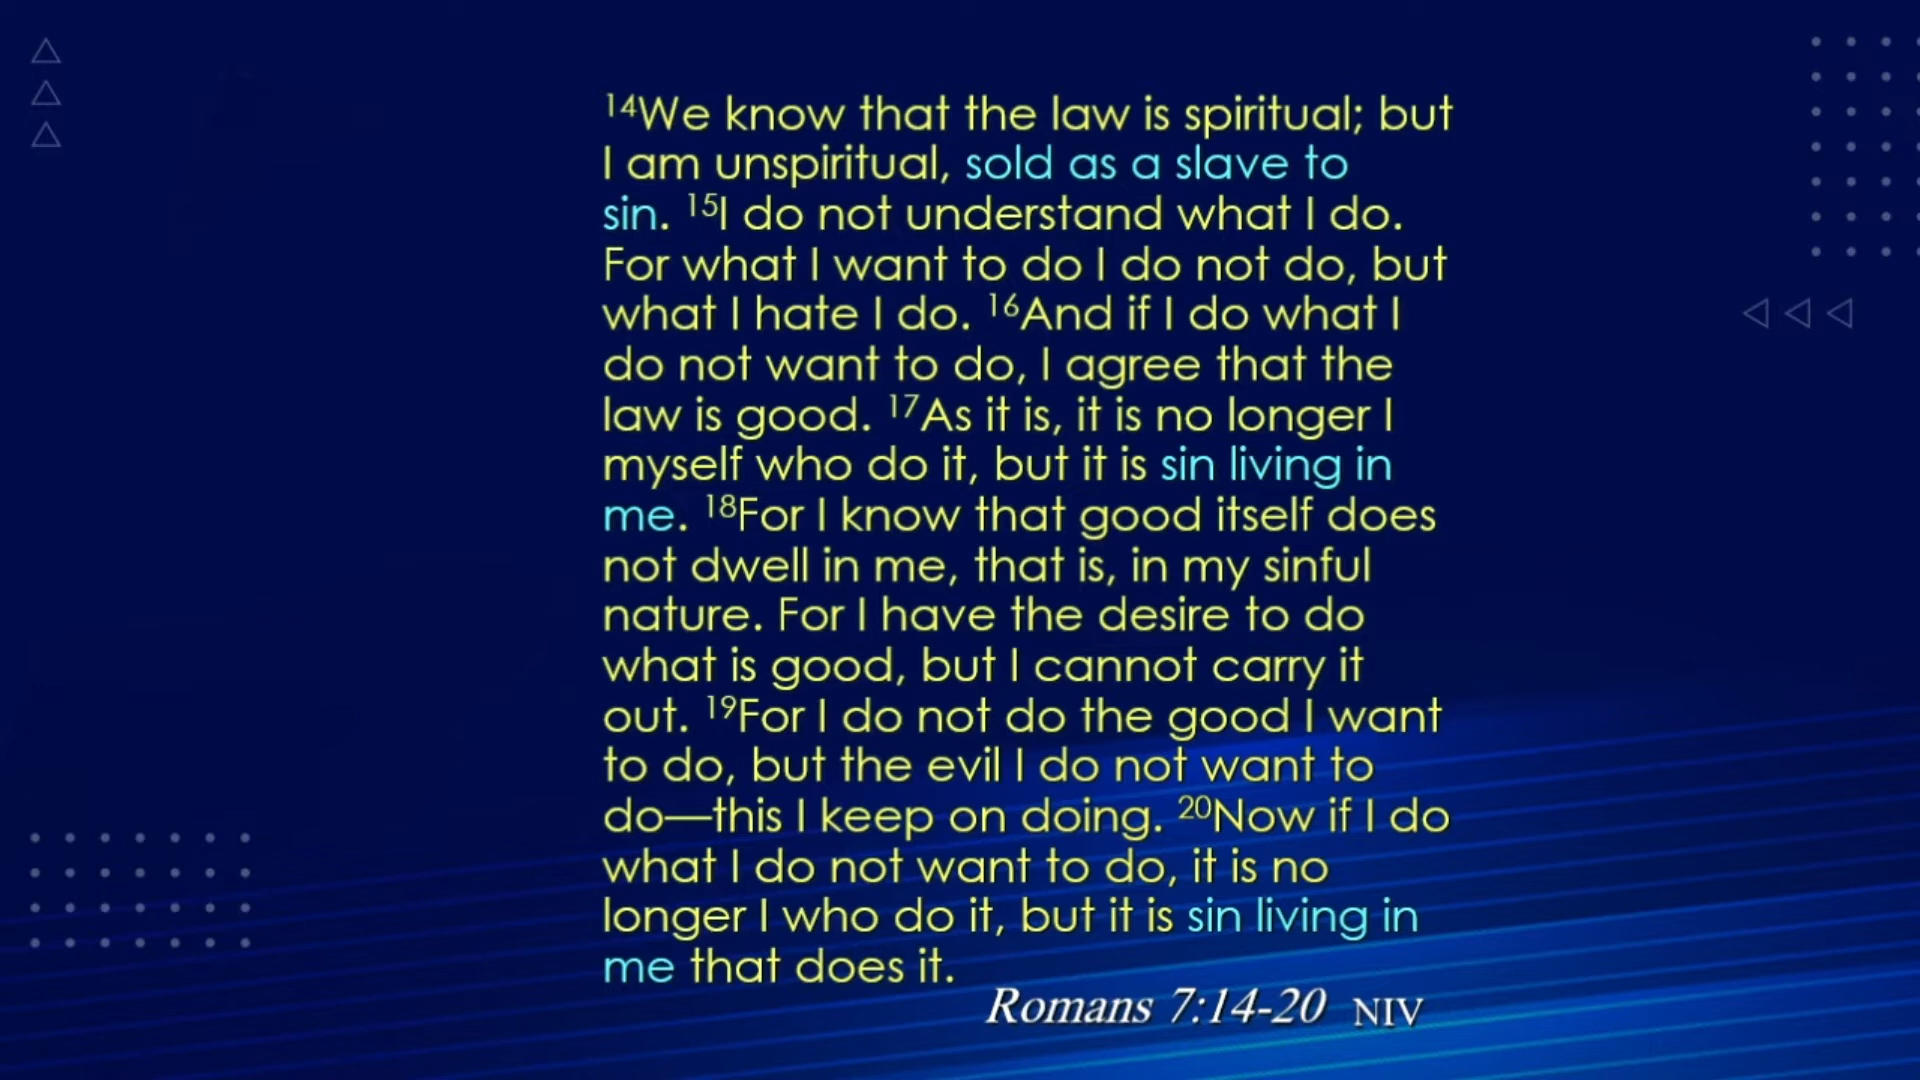 14We know that the law is spiritual; but
I am unspiritual, sold as a slave to
sin. 15I do not understand what I do.
For what I want to do I do not do, but
what I hate I do. 16And if I do what I
do not want to do, I agree that the
law is good. 17As it is, it is no longer I
myself who do it, but it is sin living in
me. 18For I know that good itself does
not dwell in me, that is, in my sinful
nature. For I have the desire to do
what is good, but I cannot carry it
out. 19For I do not do the good I want
to do, but the evil I do not want to
do—this I keep on doing. 20Now if I do
what I do not want to do, it is no
longer I who do it, but it is sin living in
me that does it.
Romans 7:14-20 NIV